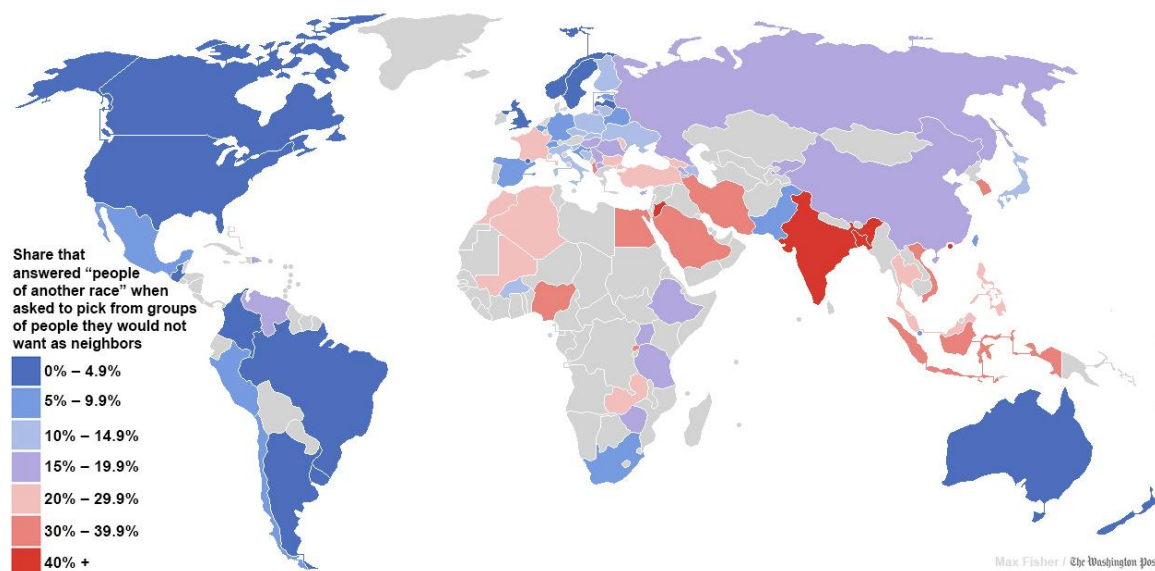 Share that
answered “people
of another race” when
asked to pick from groups
of people they would not
want as neighbors
0% – 4.9%
5% – 9.9%
10% – 14.9%
15% – 19.9%
20% – 29.9%
30% – 39.9%
40% +
Max Fisher / The Washington Pos